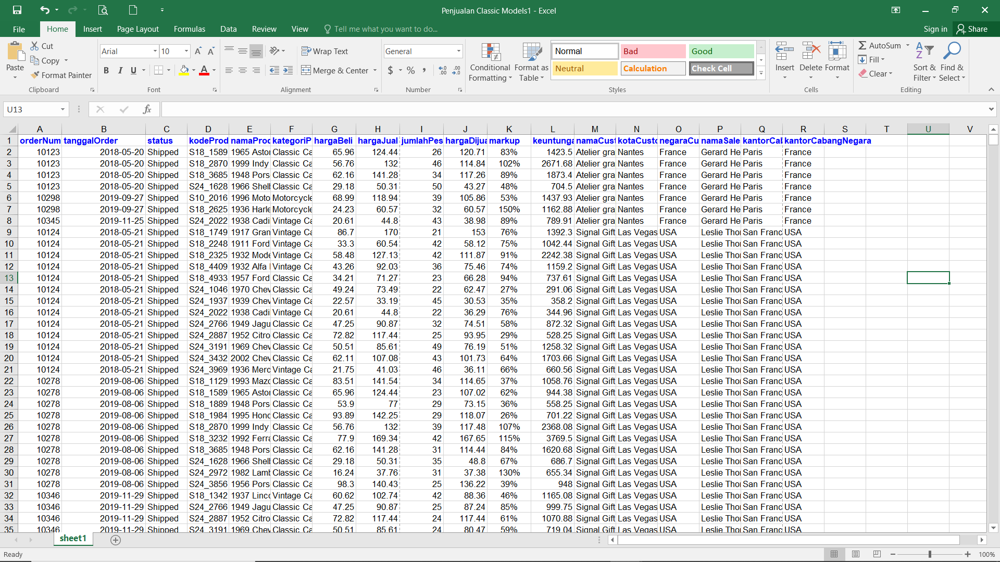 Penjualan Classic Models1 - Excel
File Home Insert Page Layout Formulas Data Review View Tell me what you want to do... Sign in Share
Cut
Copy
Format Painter
Paste
Clipboard
Arial 10
B I U
Font
Wrap Text
Merge & Center
Alignment
General
$ % ,
Number
Conditional Formatting
Format as Table
Normal Bad Good
Neutral Calculation Check Cell
Styles
Insert Delete Format
Cells
AutoSum
Fill
Clear
Sort & Filter
Find & Select
Editing
U13 fx
A B C D E F G H I J K L M N O P Q R S T U V
1 orderNum tanggalOrder status kodeProd namaProd kategoriP hargaBeli hargaJual jumlahPes hargaDijua markup keuntunga namaCust kotaCusto negaraCu namaSale kantorCab kantorCabangNegara
2 10123 2018-05-20 Shipped S18_1589 1965 Aston Classic Ca 65.96 124.44 26 120.71 83% 1423.5 Atelier gra Nantes France Gerard He Paris France
3 10123 2018-05-20 Shipped S18_2870 1999 Indy Classic Ca 56.76 132 46 114.84 102% 2671.68 Atelier gra Nantes France Gerard He Paris France
4 10123 2018-05-20 Shipped S18_3685 1948 Pors Classic Ca 62.16 141.28 34 117.26 89% 1873.4 Atelier gra Nantes France Gerard He Paris France
5 10123 2018-05-20 Shipped S24_1628 1966 Shell Classic Ca 29.18 50.31 50 43.27 48% 704.5 Atelier gra Nantes France Gerard He Paris France
6 10298 2019-09-27 Shipped S10_2016 1996 Moto Motorcycle 68.99 118.94 39 105.86 53% 1437.93 Atelier gra Nantes France Gerard He Paris France
7 10298 2019-09-27 Shipped S18_2625 1936 Harle Motorcycle 24.23 60.57 32 60.57 150% 1162.88 Atelier gra Nantes France Gerard He Paris France
8 10345 2019-11-25 Shipped S24_2022 1938 Cadi Vintage Ca 20.61 44.8 43 38.98 89% 789.91 Atelier gra Nantes France Gerard He Paris France
9 10124 2018-05-21 Shipped S18_1749 1917 Gran Vintage Ca 86.7 170 21 153 76% 1392.3 Signal Gift Las Vegas USA Leslie Tho San Franc USA
10 10124 2018-05-21 Shipped S18_2248 1911 Ford Vintage Ca 33.3 60.54 42 58.12 75% 1042.44 Signal Gift Las Vegas USA Leslie Tho San Franc USA
11 10124 2018-05-21 Shipped S18_2325 1932 Mode Vintage Ca 58.48 127.13 42 111.87 91% 2242.38 Signal Gift Las Vegas USA Leslie Tho San Franc USA
12 10124 2018-05-21 Shipped S18_4409 1932 Alfa Vintage Ca 43.26 92.03 36 75.46 74% 1159.2 Signal Gift Las Vegas USA Leslie Tho San Franc USA
13 10124 2018-05-21 Shipped S18_4933 1957 Ford Classic Ca 34.21 71.27 23 66.28 94% 737.61 Signal Gift Las Vegas USA Leslie Tho San Franc USA
14 10124 2018-05-21 Shipped S24_1046 1970 Chev Classic Ca 49.24 73.49 22 62.47 27% 291.06 Signal Gift Las Vegas USA Leslie Tho San Franc USA
15 10124 2018-05-21 Shipped S24_1937 1939 Chev Vintage Ca 22.57 33.19 45 30.53 35% 358.2 Signal Gift Las Vegas USA Leslie Tho San Franc USA
16 10124 2018-05-21 Shipped S24_2022 1938 Cadi Vintage Ca 20.61 44.8 22 36.29 76% 344.96 Signal Gift Las Vegas USA Leslie Tho San Franc USA
17 10124 2018-05-21 Shipped S24_2766 1949 Jagu Classic Ca 47.25 90.87 32 74.51 58% 872.32 Signal Gift Las Vegas USA Leslie Tho San Franc USA
18 10124 2018-05-21 Shipped S24_2887 1952 Citro Classic Ca 72.82 117.44 25 93.95 29% 528.25 Signal Gift Las Vegas USA Leslie Tho San Franc USA
19 10124 2018-05-21 Shipped S24_3191 1969 Chev Classic Ca 50.51 85.61 49 76.19 51% 1258.32 Signal Gift Las Vegas USA Leslie Tho San Franc USA
20 10124 2018-05-21 Shipped S24_3432 2002 Chev Classic Ca 62.11 107.08 43 101.73 64% 1703.66 Signal Gift Las Vegas USA Leslie Tho San Franc USA
21 10124 2018-05-21 Shipped S24_3969 1936 Merc Vintage Ca 21.75 41.03 46 36.11 66% 660.56 Signal Gift Las Vegas USA Leslie Tho San Franc USA
22 10278 2019-08-06 Shipped S18_1129 1993 Mazd Classic Ca 83.51 141.54 34 114.65 37% 1058.76 Signal Gift Las Vegas USA Leslie Tho San Franc USA
23 10278 2019-08-06 Shipped S18_1589 1965 Aston Classic Ca 65.96 124.44 23 107.02 62% 944.38 Signal Gift Las Vegas USA Leslie Tho San Franc USA
24 10278 2019-08-06 Shipped S18_1889 1948 Pors Classic Ca 53.9 77 29 73.15 36% 558.25 Signal Gift Las Vegas USA Leslie Tho San Franc USA
25 10278 2019-08-06 Shipped S18_1984 1995 Hond Classic Ca 93.89 142.25 29 118.07 26% 701.22 Signal Gift Las Vegas USA Leslie Tho San Franc USA
26 10278 2019-08-06 Shipped S18_2870 1999 Indy Classic Ca 56.76 132 39 117.48 107% 2368.08 Signal Gift Las Vegas USA Leslie Tho San Franc USA
27 10278 2019-08-06 Shipped S18_3232 1992 Ferra Classic Ca 77.9 169.34 42 167.65 115% 3769.5 Signal Gift Las Vegas USA Leslie Tho San Franc USA
28 10278 2019-08-06 Shipped S18_3685 1948 Pors Classic Ca 62.16 141.28 31 114.44 84% 1620.68 Signal Gift Las Vegas USA Leslie Tho San Franc USA
29 10278 2019-08-06 Shipped S24_1628 1966 Shell Classic Ca 29.18 50.31 35 48.8 67% 686.7 Signal Gift Las Vegas USA Leslie Tho San Franc USA
30 10278 2019-08-06 Shipped S24_2972 1982 Lamb Classic Ca 16.24 37.76 31 37.38 130% 655.34 Signal Gift Las Vegas USA Leslie Tho San Franc USA
31 10278 2019-08-06 Shipped S24_3856 1956 Pors Classic Ca 98.3 140.43 25 136.22 39% 948 Signal Gift Las Vegas USA Leslie Tho San Franc USA
32 10346 2019-11-29 Shipped S18_1342 1937 Linco Vintage Ca 60.62 102.74 42 88.36 46% 1165.08 Signal Gift Las Vegas USA Leslie Tho San Franc USA
33 10346 2019-11-29 Shipped S24_2766 1949 Jagu Classic Ca 47.25 90.87 25 87.24 85% 999.75 Signal Gift Las Vegas USA Leslie Tho San Franc USA
34 10346 2019-11-29 Shipped S24_2887 1952 Citro Classic Ca 72.82 117.44 24 117.44 61% 1070.88 Signal Gift Las Vegas USA Leslie Tho San Franc USA
35 10346 2019-11-29 Shipped S24_3191 1969 Chev Classic Ca 50.51 85.61 24 80.47 59% 719.04 Signal Gift Las Vegas USA Leslie Tho San Franc USA
sheet1
Ready 100%